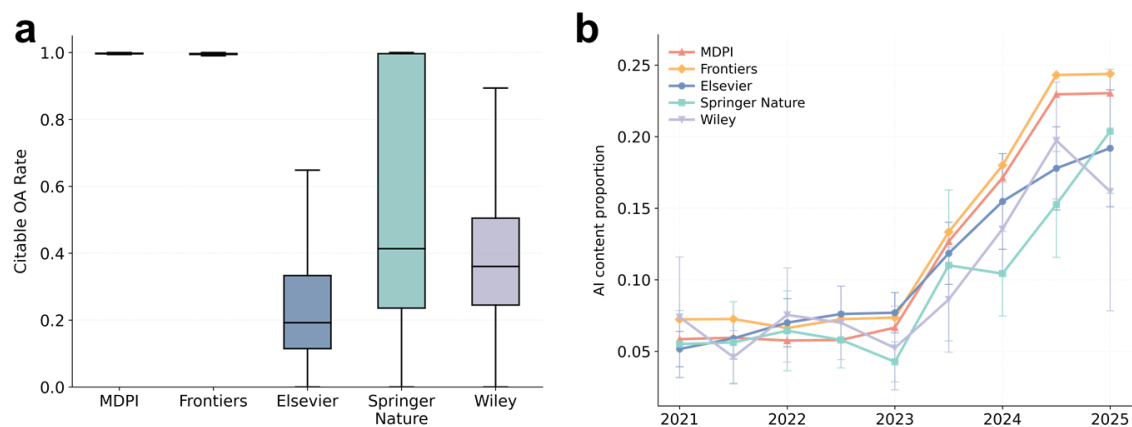 a
Citable OA Rate
1.0
0.8
0.6
0.4
0.2
0.0
MDPI
Frontiers
Elsevier
Springer
Nature
Wiley
b
AI content proportion
MDPI
Frontiers
Elsevier
Springer Nature
Wiley
0.25
0.20
0.15
0.10
0.05
2021
2022
2023
2024
2025